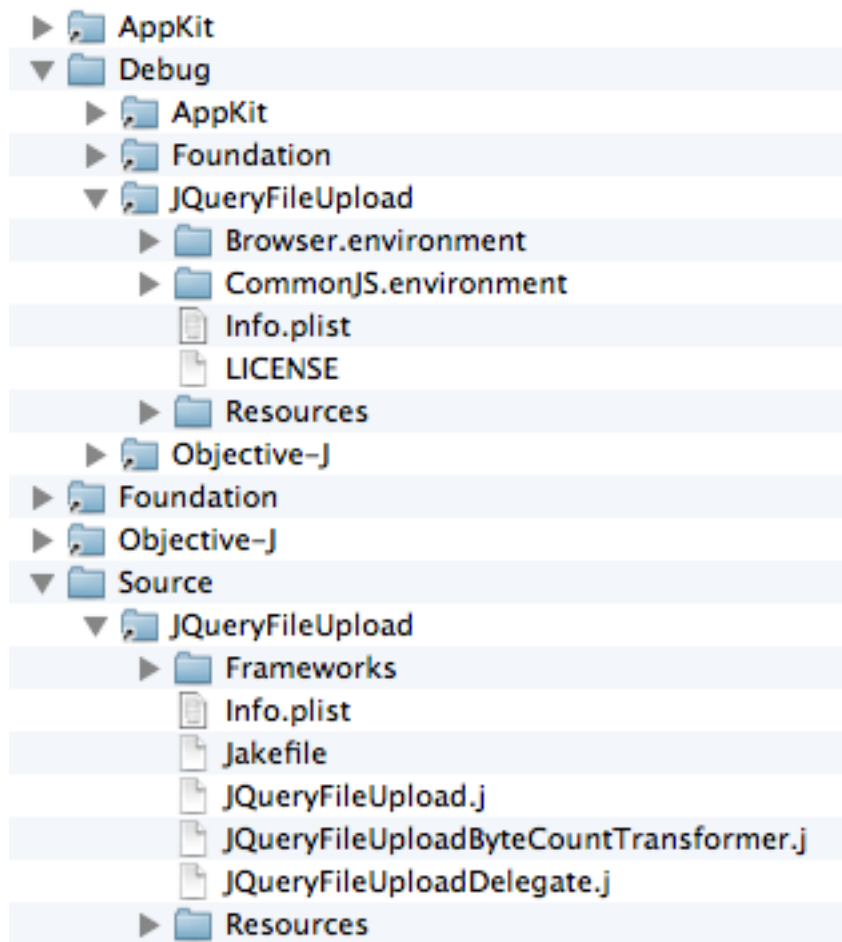 AppKit
Debug
AppKit
Foundation
JQueryFileUpload
Browser.environment
CommonJS.environment
Info.plist
LICENSE
Resources
Objective-J
Foundation
Objective-J
Source
JQueryFileUpload
Frameworks
Info.plist
Jakefile
JQueryFileUpload.j
JQueryFileUploadByteCountTransformer.j
JQueryFileUploadDelegate.j
Resources